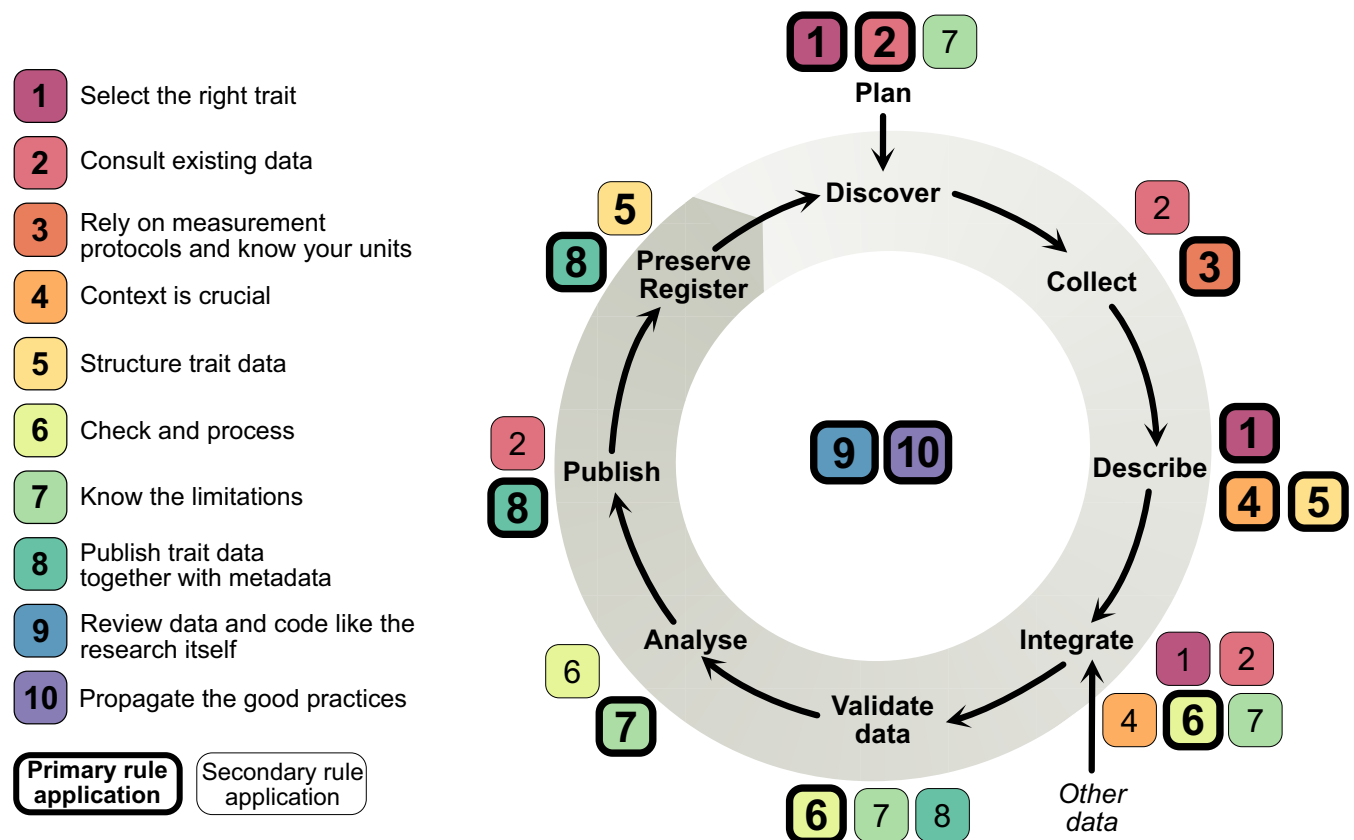 1 Select the right trait
2 Consult existing data
3 Rely on measurement
protocols and know your units
4 Context is crucial
5 Structure trait data
6 Check and process
7 Know the limitations
8 Publish trait data
together with metadata
9 Review data and code like the
research itself
10 Propagate the good practices
Primary rule
application
Secondary rule
application
1 2 7
Plan
Discover
2
3
Collect
1
Describe
4 5
Integrate
1 2
4 6 7
Other
data
Validate
data
6 7 8
Analyse
6
7
Publish
2
8
5
8
Preserve
Register
9 10